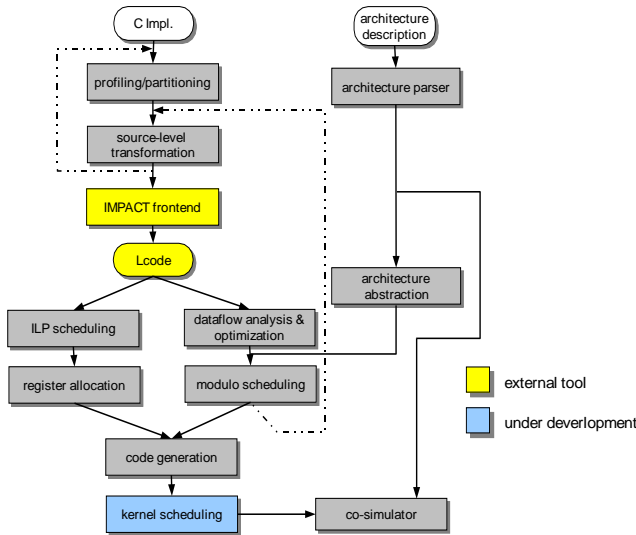 C Impl.
architecture
description
profiling/partitioning
architecture parser
source-level
transformation
IMPACT frontend
Lcode
architecture
abstraction
ILP scheduling
dataflow analysis &
optimization
register allocation
modulo scheduling
external tool
under deverlopment
code generation
kernel scheduling
co-simulator